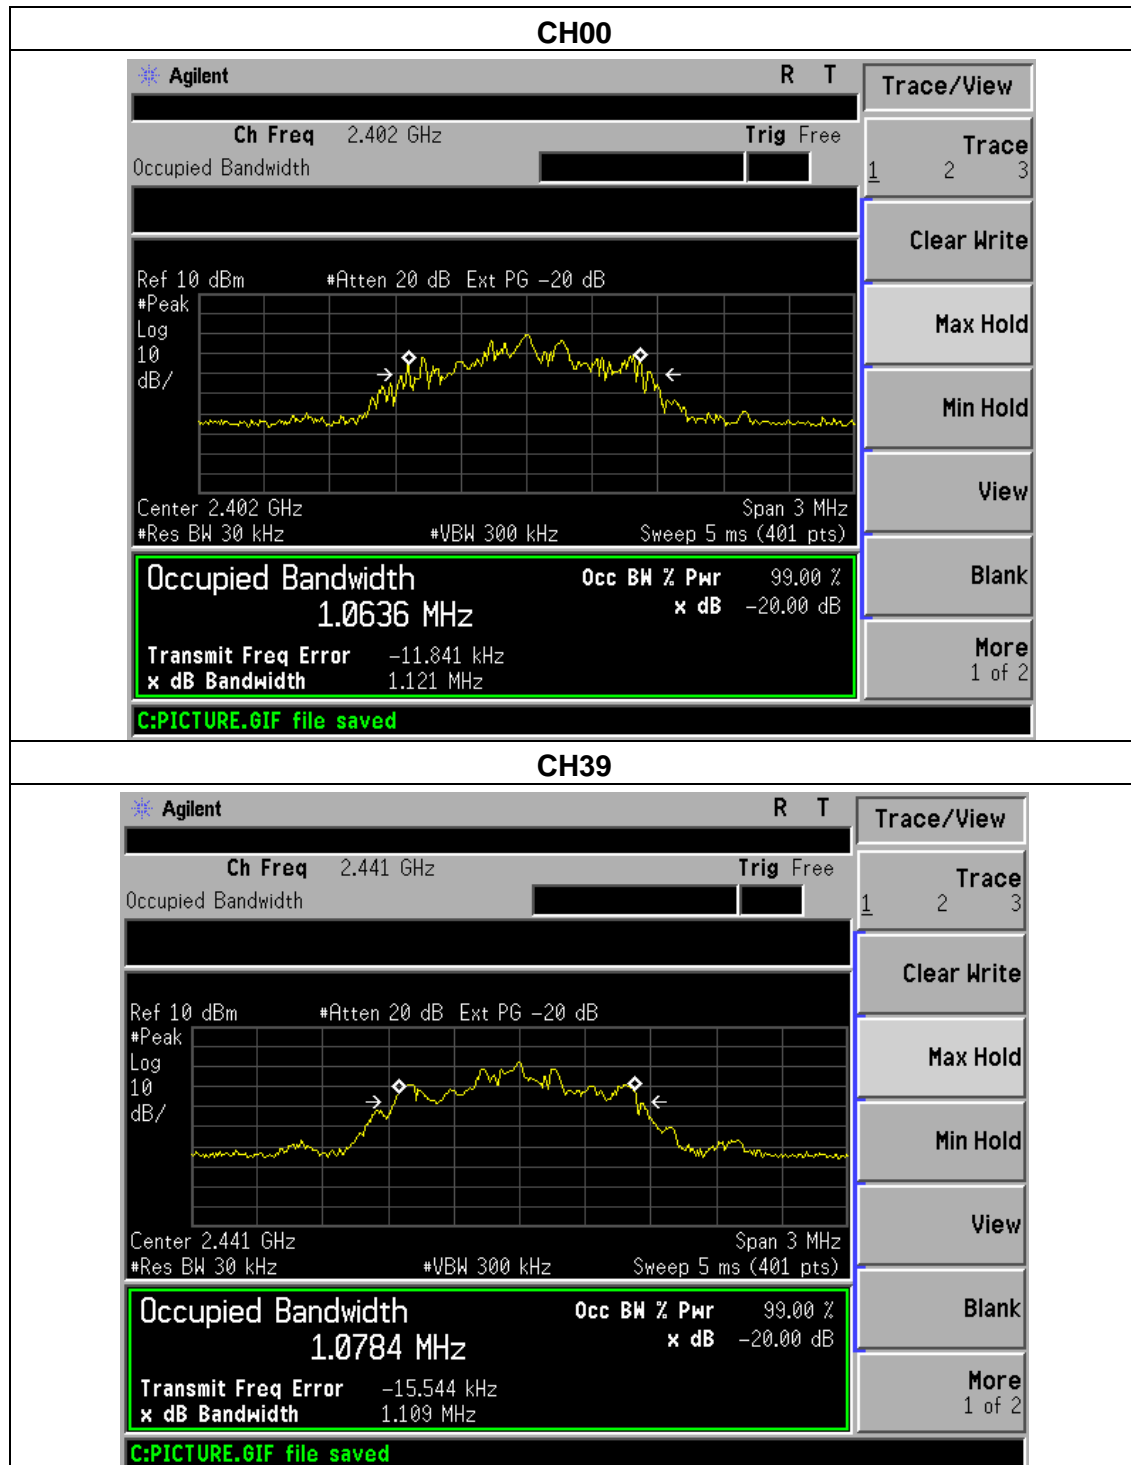 CH00
Agilent R T
Trace/View
Ch Freq 2.402 GHz Trig Free
Occupied Bandwidth
Trace
1 2 3
Clear Write
Max Hold
Min Hold
View
Blank
More
1 of 2
Ref 10 dBm #Atten 20 dB Ext PG -20 dB
#Peak
Log
10
dB/
Center 2.402 GHz Span 3 MHz
#Res BW 30 kHz #VBW 300 kHz Sweep 5 ms (401 pts)
Occupied Bandwidth Occ BW % Pwr 99.00 %
1.0636 MHz x dB -20.00 dB
Transmit Freq Error -11.841 kHz
x dB Bandwidth 1.121 MHz
C:PICTURE.GIF file saved
CH39
Agilent R T
Trace/View
Ch Freq 2.441 GHz Trig Free
Occupied Bandwidth
Trace
1 2 3
Clear Write
Max Hold
Min Hold
View
Blank
More
1 of 2
Ref 10 dBm #Atten 20 dB Ext PG -20 dB
#Peak
Log
10
dB/
Center 2.441 GHz Span 3 MHz
#Res BW 30 kHz #VBW 300 kHz Sweep 5 ms (401 pts)
Occupied Bandwidth Occ BW % Pwr 99.00 %
1.0784 MHz x dB -20.00 dB
Transmit Freq Error -15.544 kHz
x dB Bandwidth 1.109 MHz
C:PICTURE.GIF file saved